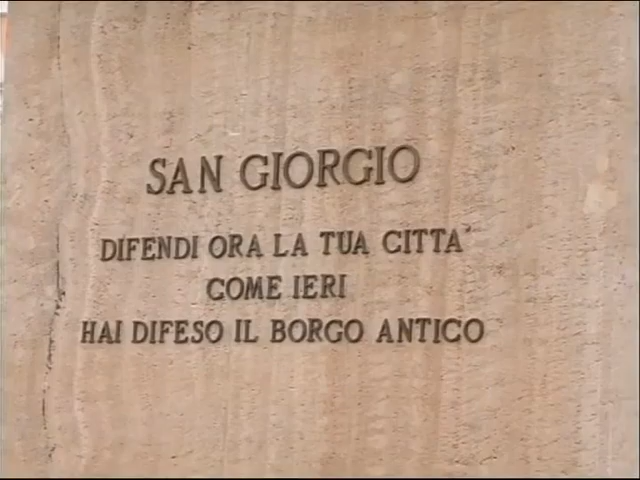 SAN GIORGIO
DIFENDI ORA LA TUA CITTA'
COME IERI
HAI DIFESO IL BORGO ANTICO